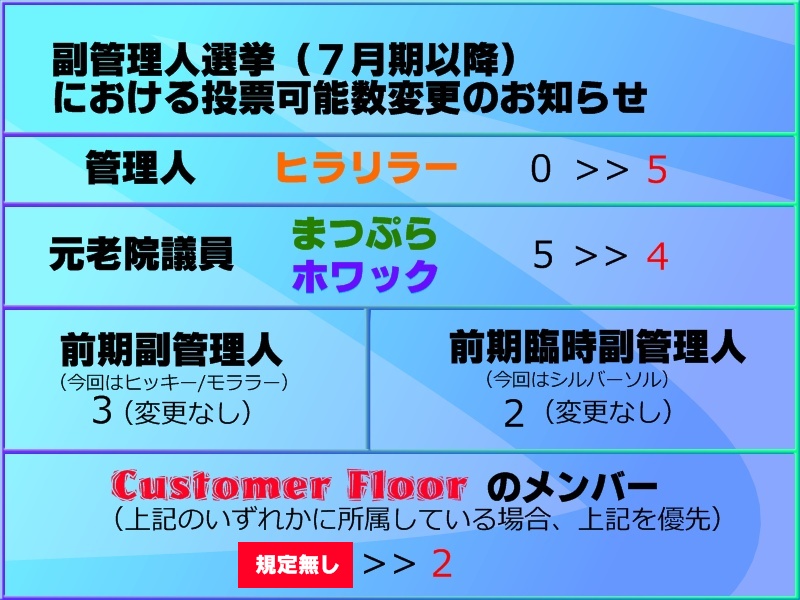 副管理人選挙（７月期以降）
における投票可能数変更のお知らせ
管理人 ヒラリラー 0 >> 5
元老院議員 まつぷら ホワック 5 >> 4
前期副管理人
（今回はヒッキー/モララー）
3（変更なし）
前期臨時副管理人
（今回はシルバーソル）
2（変更なし）
Customer Floor のメンバー
（上記のいずれかに所属している場合、上記を優先）
規定無し >> 2